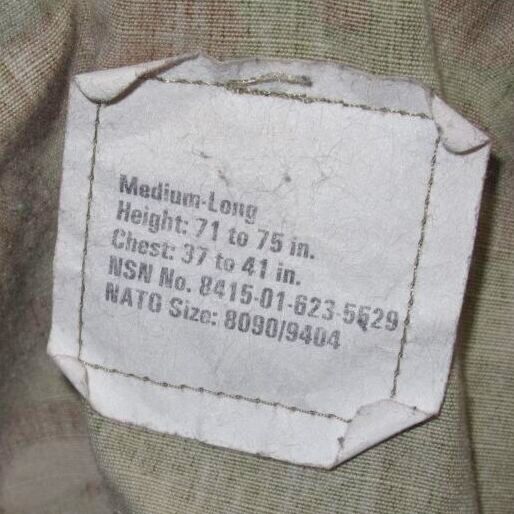 Medium-Long
Height: 71 to 75 in.
Chest: 37 to 41 in.
NSN No. 8415-01-623-5529
NATO Size: 8090/9404